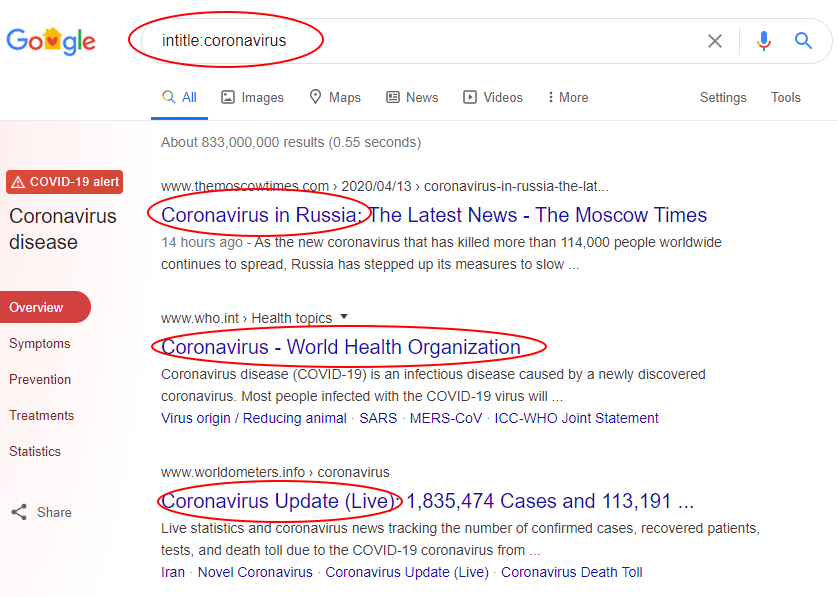 Google
intitle:coronavirus
All Images Maps News Videos More Settings Tools
About 833,000,000 results (0.55 seconds)
COVID-19 alert
Coronavirus
disease
Overview
Symptoms
Prevention
Treatments
Statistics
Share
www.themoscowtimes.com › 2020/04/13 › coronavirus-in-russia-the-lat...
Coronavirus in Russia: The Latest News - The Moscow Times
14 hours ago - As the new coronavirus that has killed more than 114,000 people worldwide
continues to spread, Russia has stepped up its measures to slow ...
www.who.int › Health topics
Coronavirus - World Health Organization
Coronavirus disease (COVID-19) is an infectious disease caused by a newly discovered
coronavirus. Most people infected with the COVID-19 virus will ...
Virus origin / Reducing animal · SARS · MERS-CoV · ICC-WHO Joint Statement
www.worldometers.info › coronavirus
Coronavirus Update (Live): 1,835,474 Cases and 113,191 ...
Live statistics and coronavirus news tracking the number of confirmed cases, recovered patients,
tests, and death toll due to the COVID-19 coronavirus from ...
Iran · Novel Coronavirus · Coronavirus Update (Live) · Coronavirus Death Toll